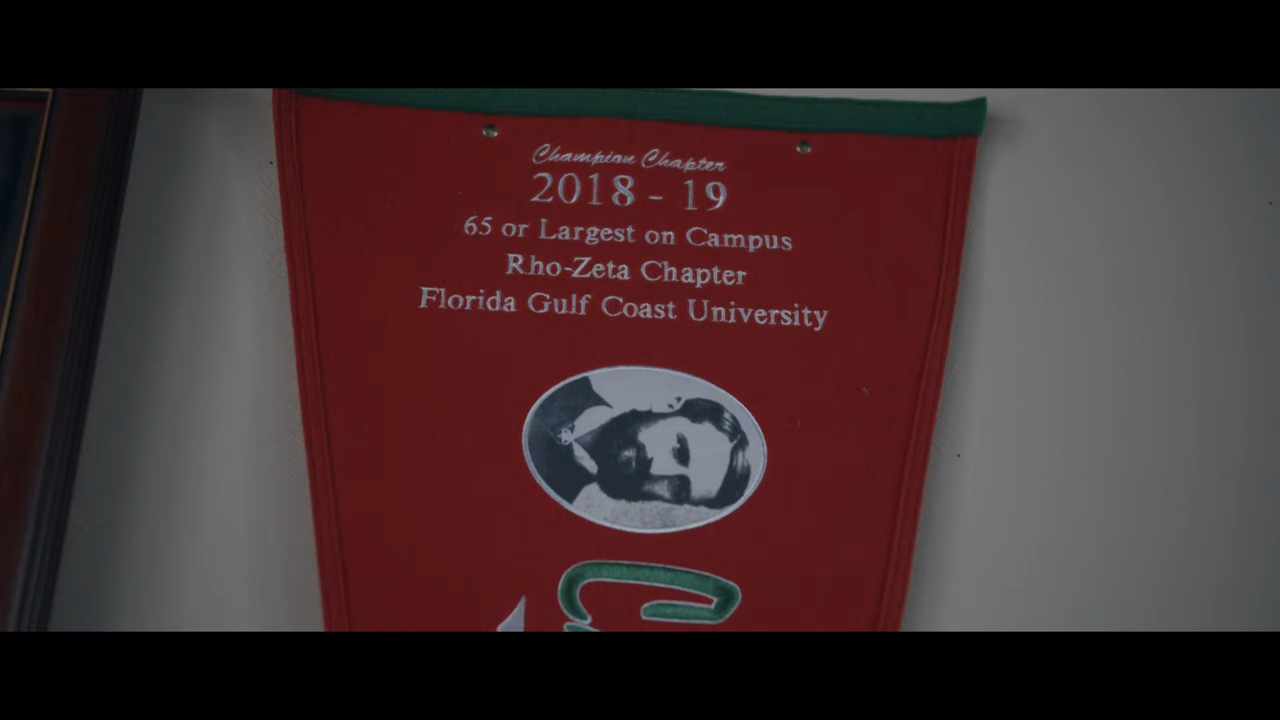 Champion Chapter
2018 - 19
65 or Largest on Campus
Rho-Zeta Chapter
Florida Gulf Coast University